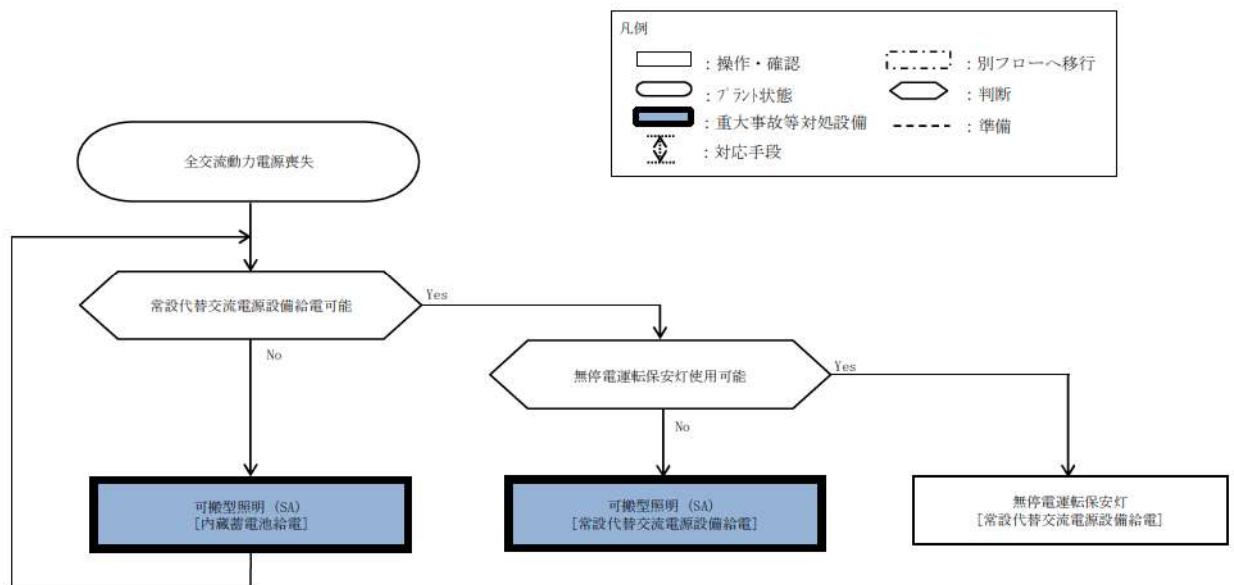 凡例
：操作・確認
：別フローへ移行
：プラント状態
：判断
：重大事故等対処設備
：準備
：対応手段
全交流動力電源喪失
常設代替交流電源設備給電可能
Yes
No
無停電運転保安灯使用可能
Yes
No
可搬型照明 (SA)
[内蔵蓄電池給電]
可搬型照明 (SA)
[常設代替交流電源設備給電]
無停電運転保安灯
[常設代替交流電源設備給電]